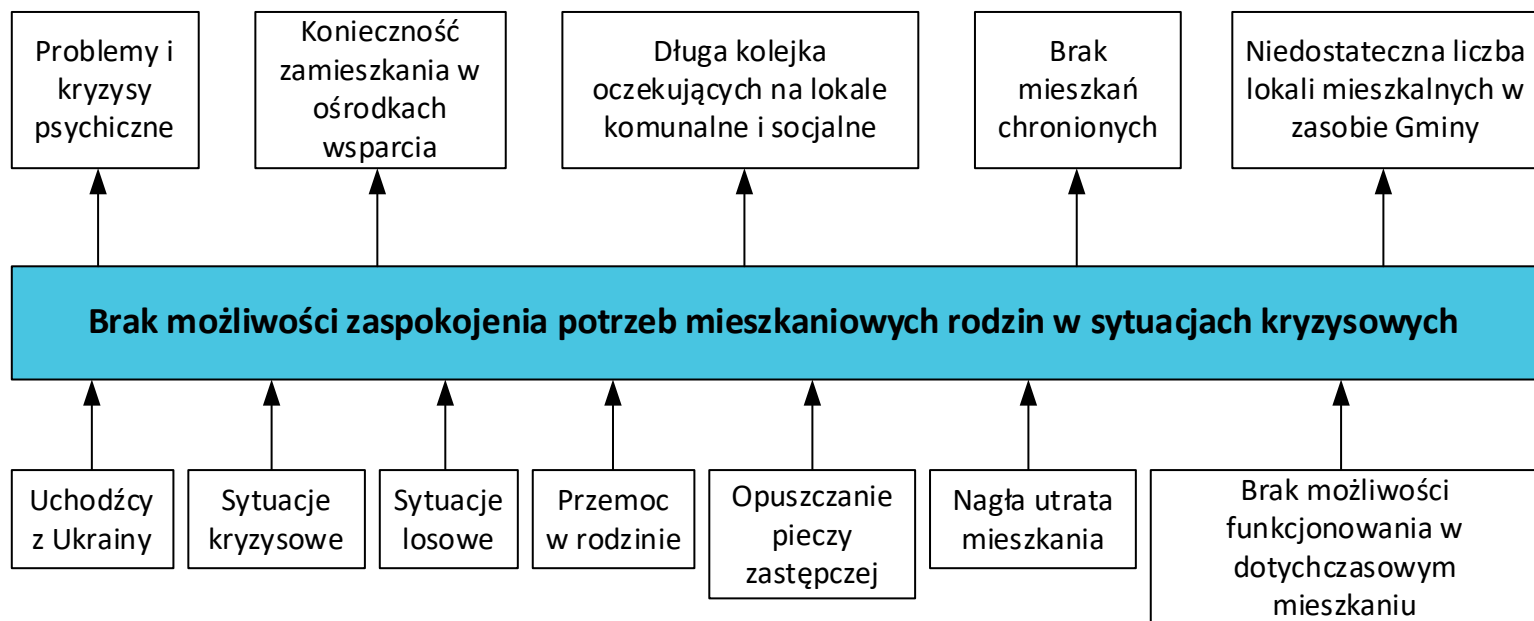 Problemy i
kryzysy
psychiczne
Konieczność
zamieszkania w
ośrodkach
wsparcia
Długa kolejka
oczekujących na lokale
komunalne i socjalne
Brak
mieszkań
chronionych
Niedostateczna liczba
lokali mieszkalnych w
zasobie Gminy
Brak możliwości zaspokojenia potrzeb mieszkaniowych rodzin w sytuacjach kryzysowych
Uchodźcy
z Ukrainy
Sytuacje
kryzysowe
Sytuacje
losowe
Przemoc
w rodzinie
Opuszczanie
pieczy
zastępczej
Nagła utrata
mieszkania
Brak możliwości
funkcjonowania w
dotychczasowym
mieszkaniu